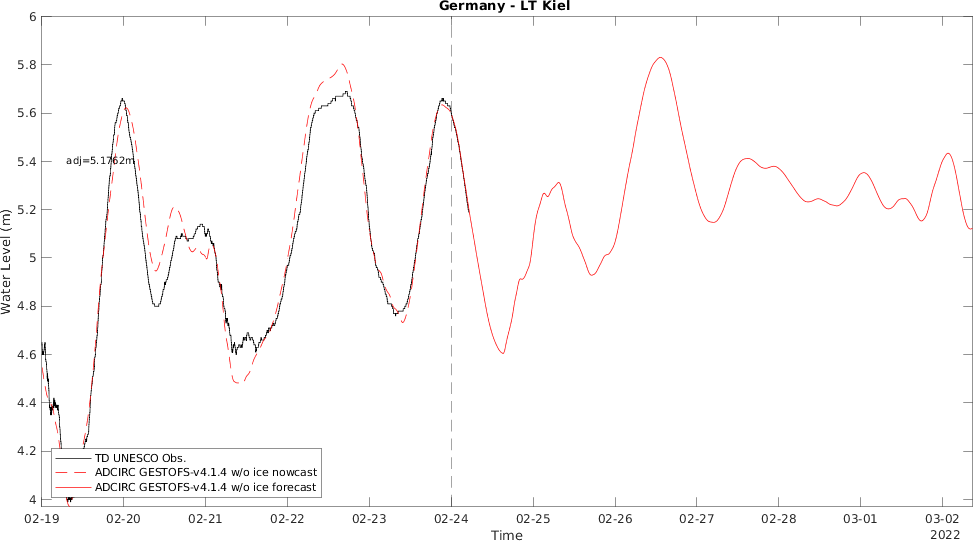 Germany - LT Kiel
Water Level (m)
6
5.8
5.6
5.4
5.2
5
4.8
4.6
4.4
4.2
4
adj=5.1762m
TD UNESCO Obs.
ADCIRC GESTOFS-v4.1.4 w/o ice nowcast
ADCIRC GESTOFS-v4.1.4 w/o ice forecast
02-19 02-20 02-21 02-22 02-23 02-24 02-25 02-26 02-27 02-28 03-01 03-02
Time 2022